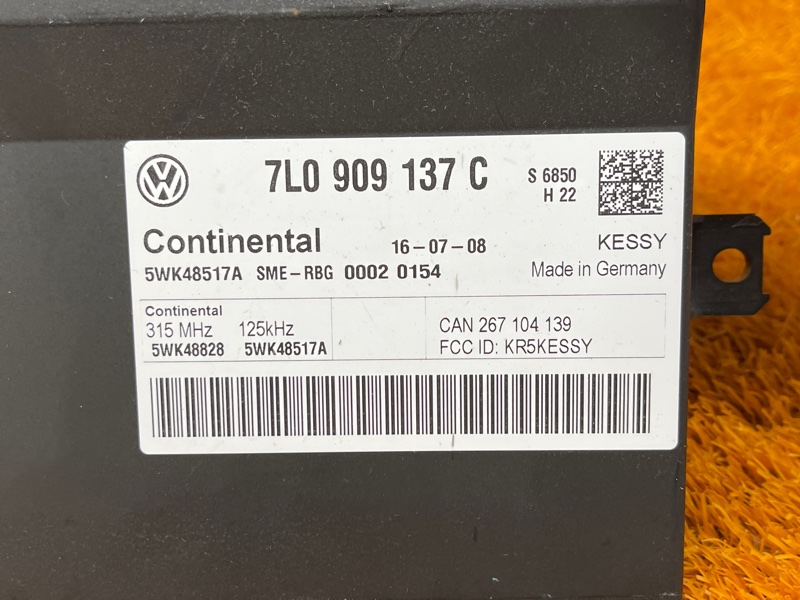 7L0 909 137 C
S 6850
H 22
Continental
16-07-08
KESSY
5WK48517A SME-RBG 0002 0154
Made in Germany
Continental
315 MHz 125kHz
5WK48828 5WK48517A
CAN 267 104 139
FCC ID: KR5KESSY